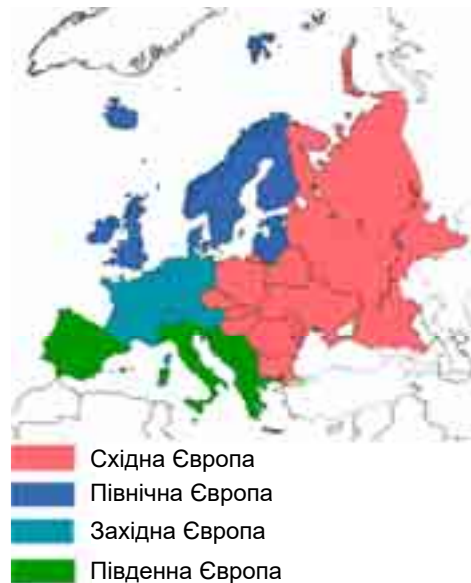 Східна Європа
Північна Європа
Західна Європа
Південна Європа